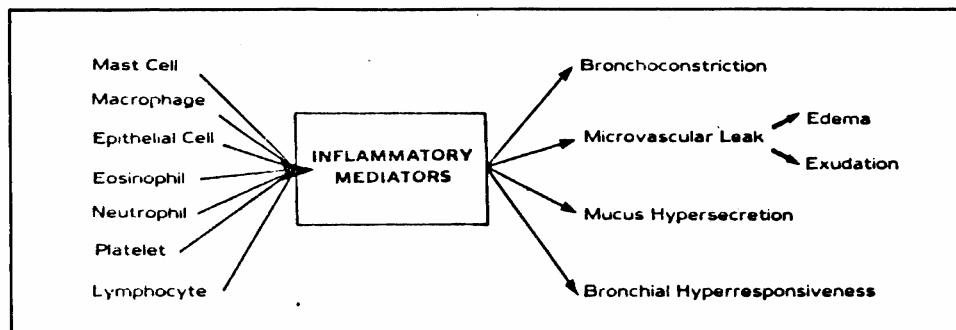 Mast Cell
Macrophage
Epithelial Cell
Eosinophil
Neutrophil
Platelet
Lymphocyte
INFLAMMATORY
MEDIATORS
Bronchoconstriction
Microvascular Leak
Edema
Exudation
Mucus Hypersecretion
Bronchial Hyperresponsiveness